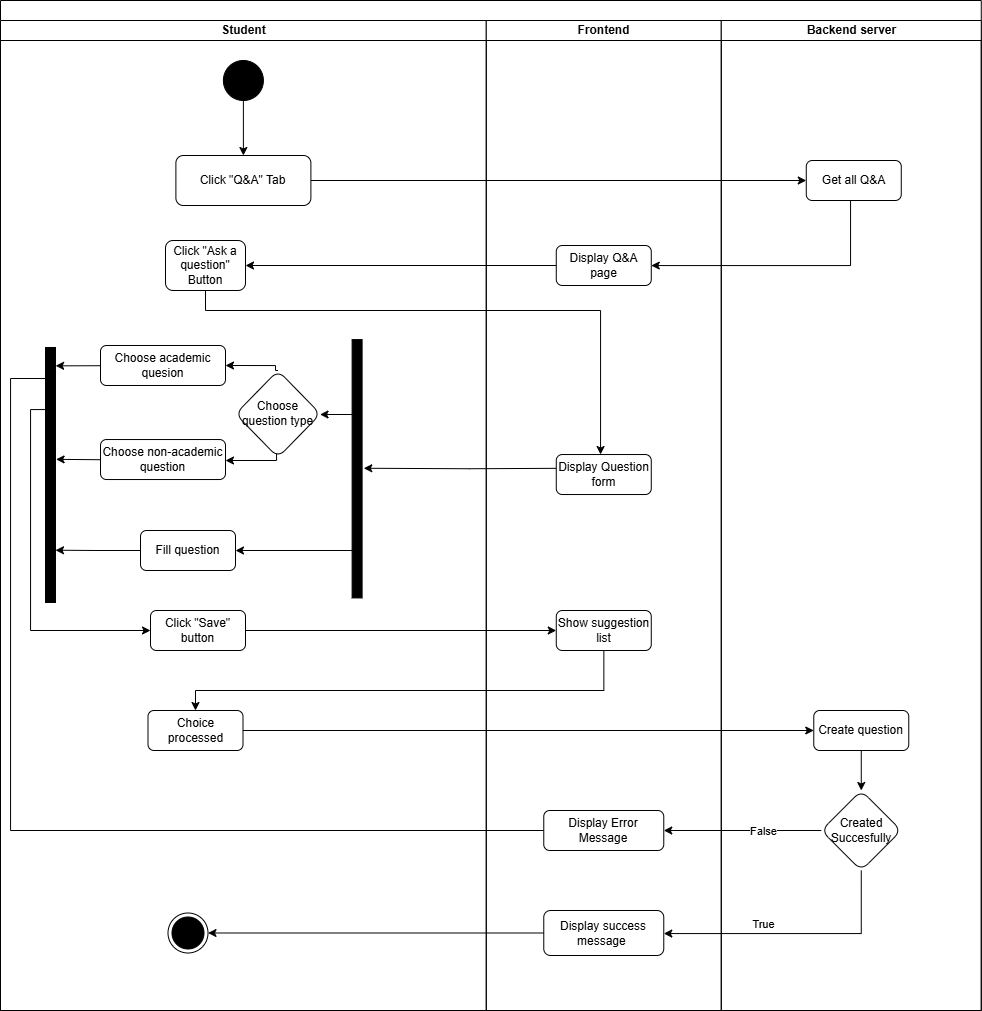 Student
Frontend
Backend server
Click "Q&A" Tab
Get all Q&A
Click "Ask a
question"
Button
Display Q&A
page
Choose academic
quesion
Choose
question type
Choose non-academic
question
Display Question
form
Fill question
Click "Save"
button
Show suggestion
list
Choice
processed
Create question
Display Error
Message
False
Created
Succesfully
Display success
message
True